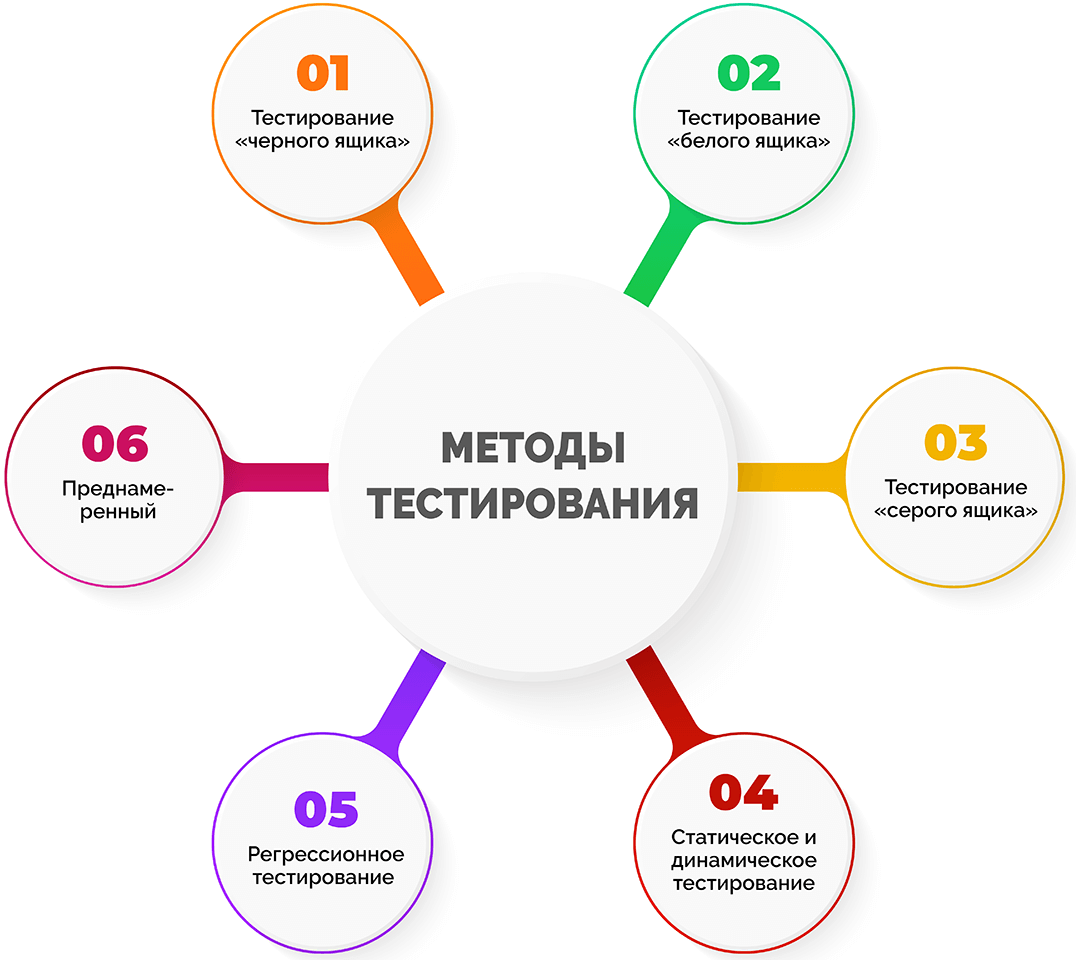 01
Тестирование
«черного ящика»
02
Тестирование
«белого ящика»
03
Тестирование
«серого ящика»
04
Статическое и
динамическое
тестирование
05
Регрессионное
тестирование
06
Преднаме-
ренный
МЕТОДЫ
ТЕСТИРОВАНИЯ